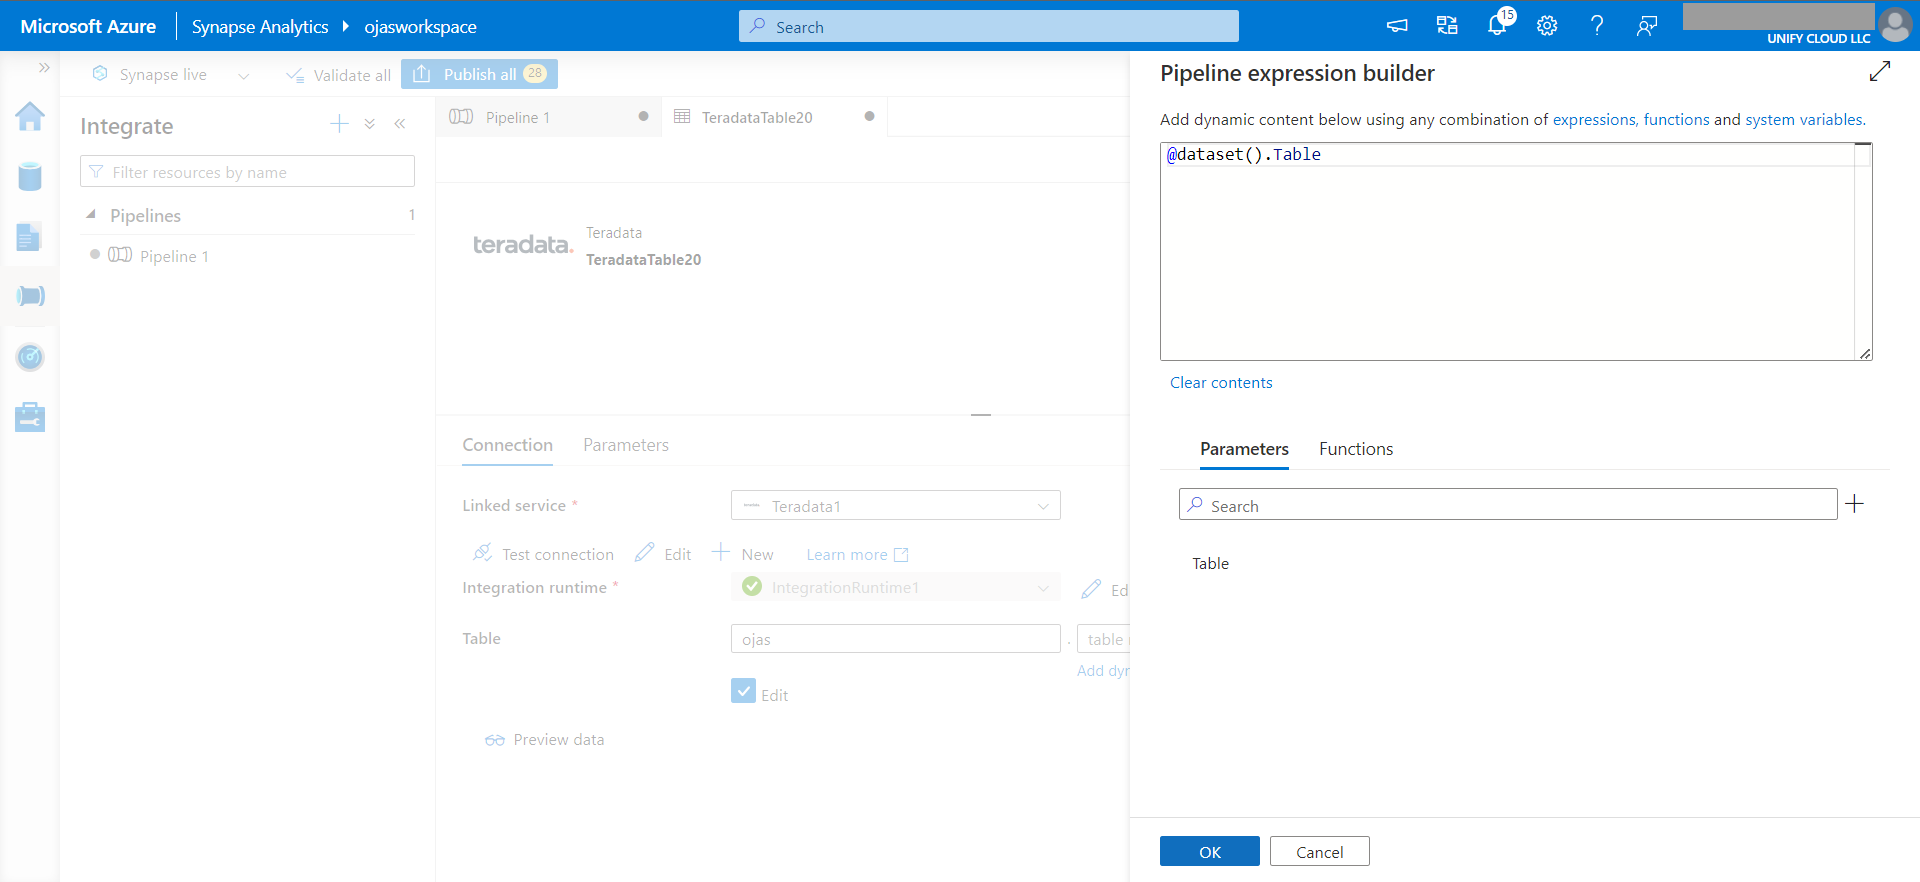 Microsoft Azure
Synapse Analytics
ojasworkspace
Search
15
UNIFY CLOUD LLC
Synapse live
Validate all
Publish all 28
Integrate
Filter resources by name
Pipelines 1
Pipeline 1
Pipeline 1
TeradataTable20
teradata.
Teradata
TeradataTable20
Connection
Parameters
Linked service *
Teradata1
Test connection
Edit
New
Learn more
Integration runtime *
IntegrationRuntime1
Ed
Table
ojas
.
table
Add dyr
Edit
Preview data
Pipeline expression builder
Add dynamic content below using any combination of expressions, functions and system variables.
@dataset().Table
Clear contents
Parameters
Functions
Search
Table
OK
Cancel